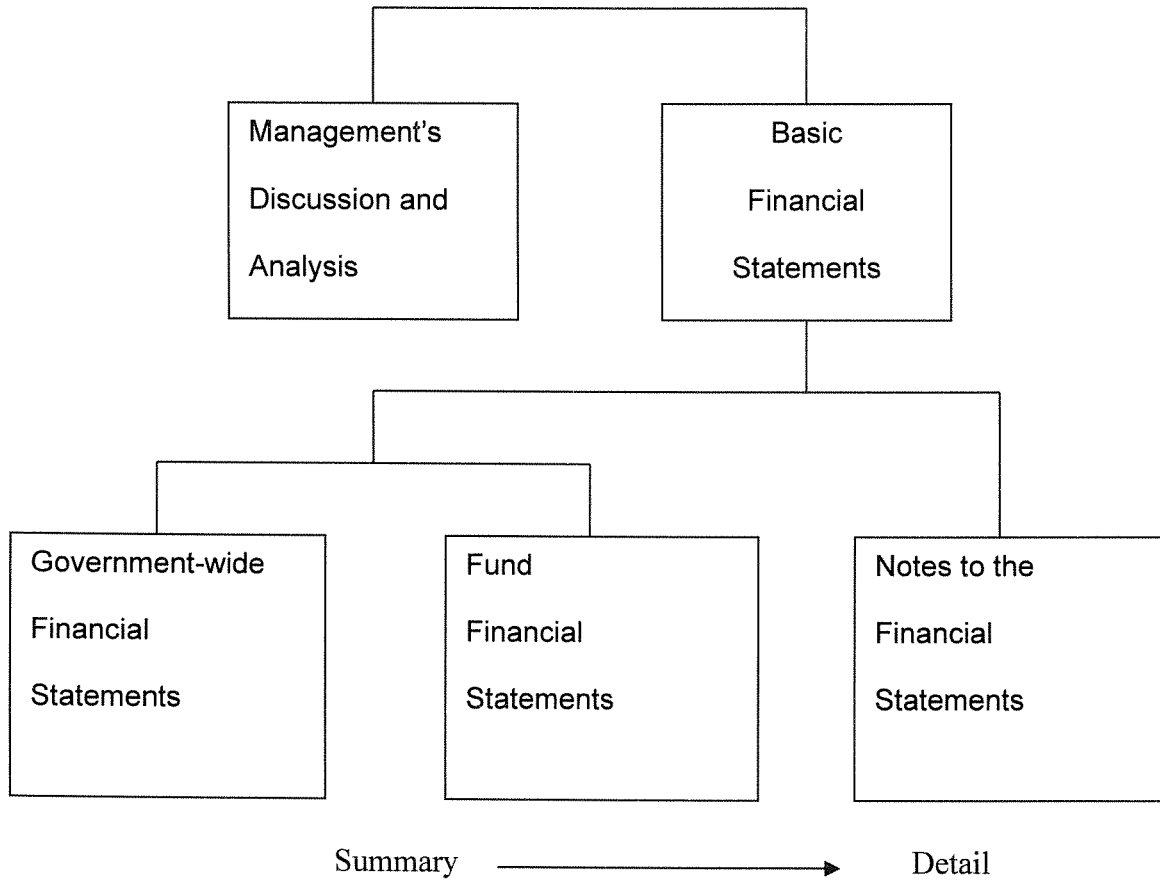 Management's
Discussion and
Analysis
Basic
Financial
Statements
Government-wide
Financial
Statements
Fund
Financial
Statements
Notes to the
Financial
Statements
Summary
Detail